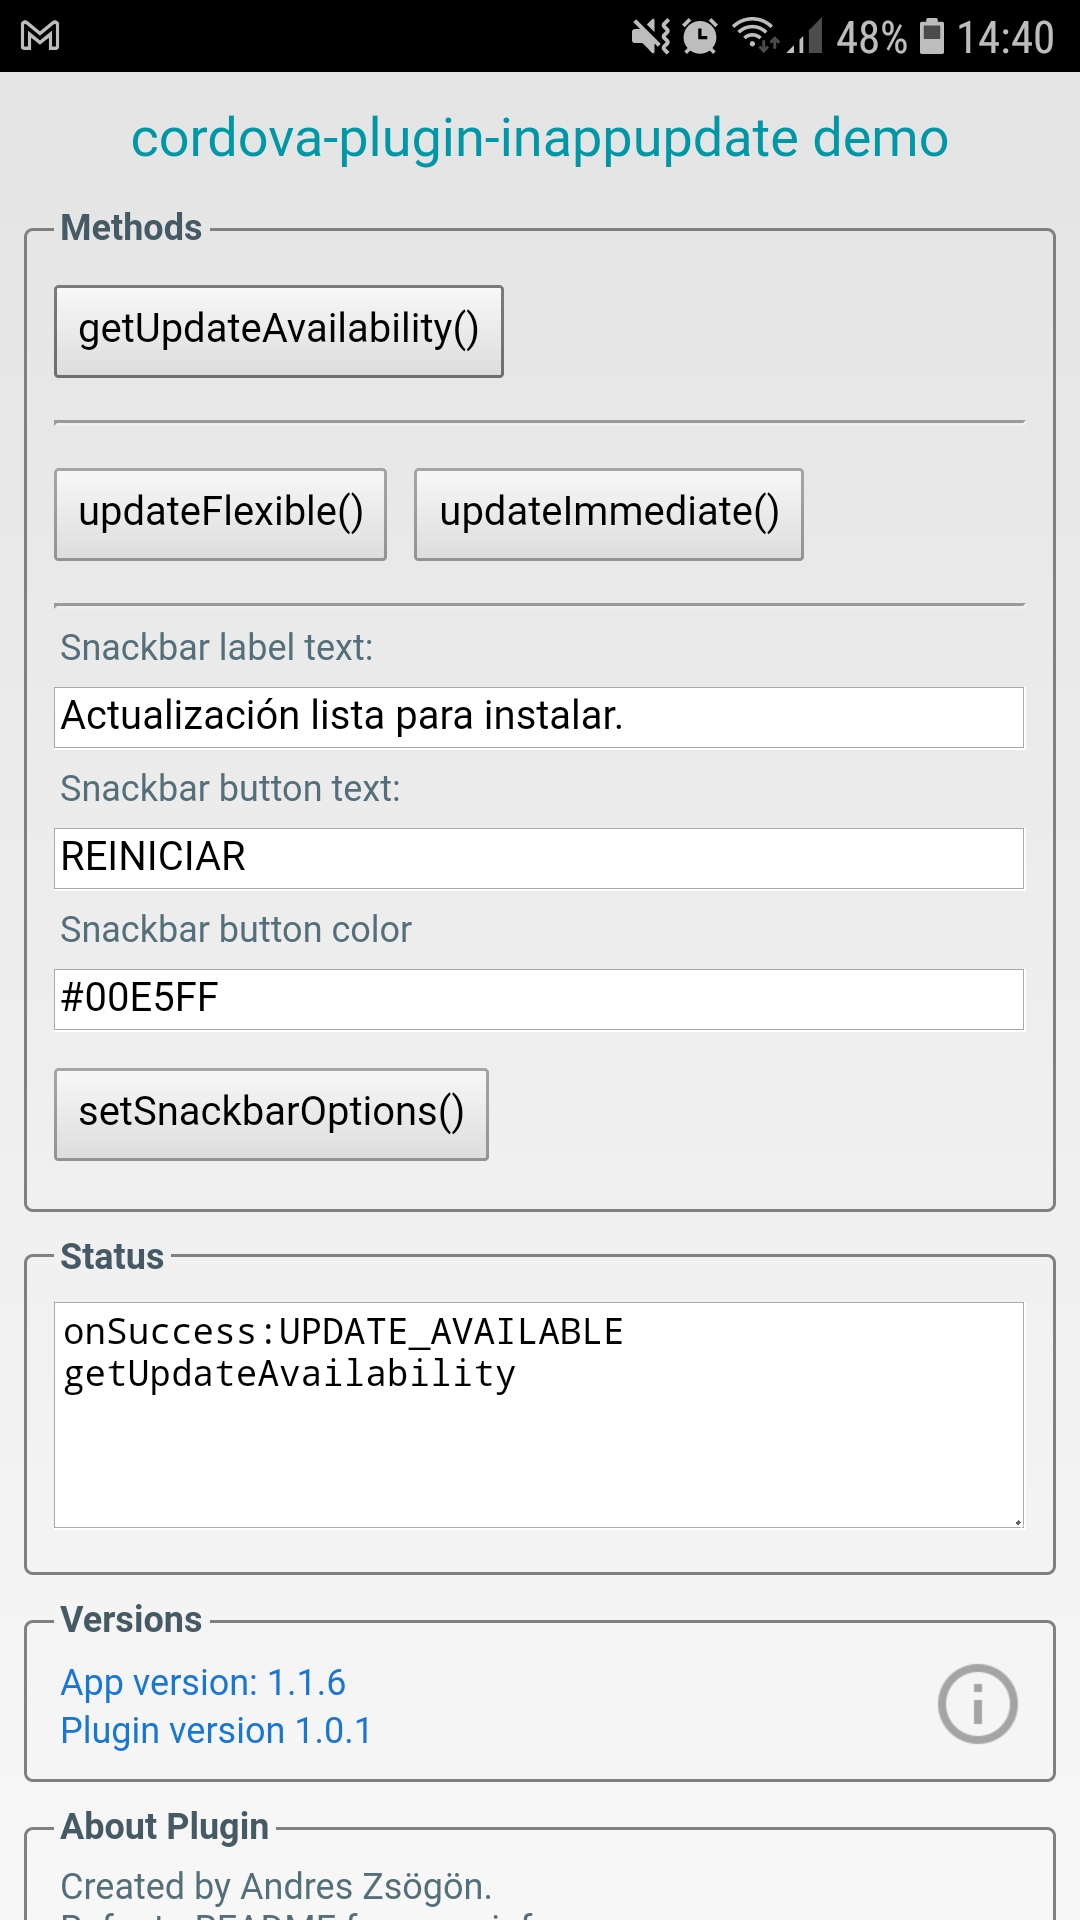 48% 14:40
cordova-plugin-inappupdate demo
Methods
getUpdateAvailability()
updateFlexible() updateImmediate()
Snackbar label text:
Actualización lista para instalar.
Snackbar button text:
REINICIAR
Snackbar button color
#00E5FF
setSnackbarOptions()
Status
onSuccess:UPDATE_AVAILABLE
getUpdateAvailability
Versions
App version: 1.1.6
Plugin version 1.0.1
About Plugin
Created by Andres Zsögön.